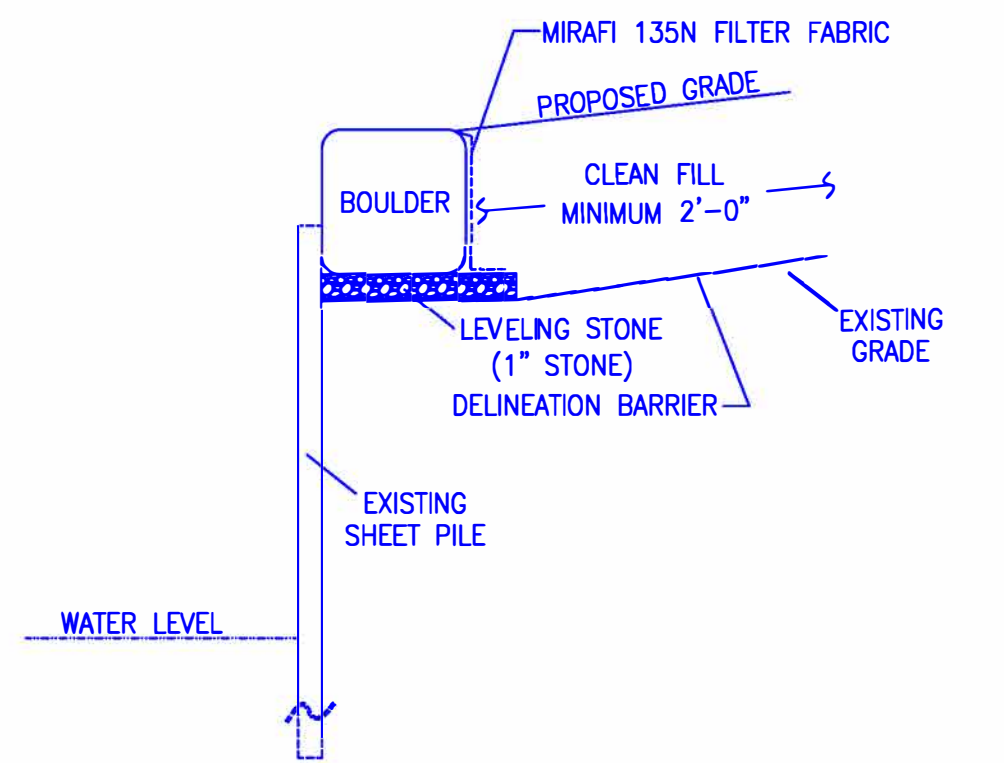 MIRAFI 135N FILTER FABRIC
PROPOSED GRADE
CLEAN FILL
MINIMUM 2'-0"
BOULDER
LEVELING STONE
(1" STONE)
EXISTING
GRADE
DELINEATION BARRIER
EXISTING
SHEET PILE
WATER LEVEL